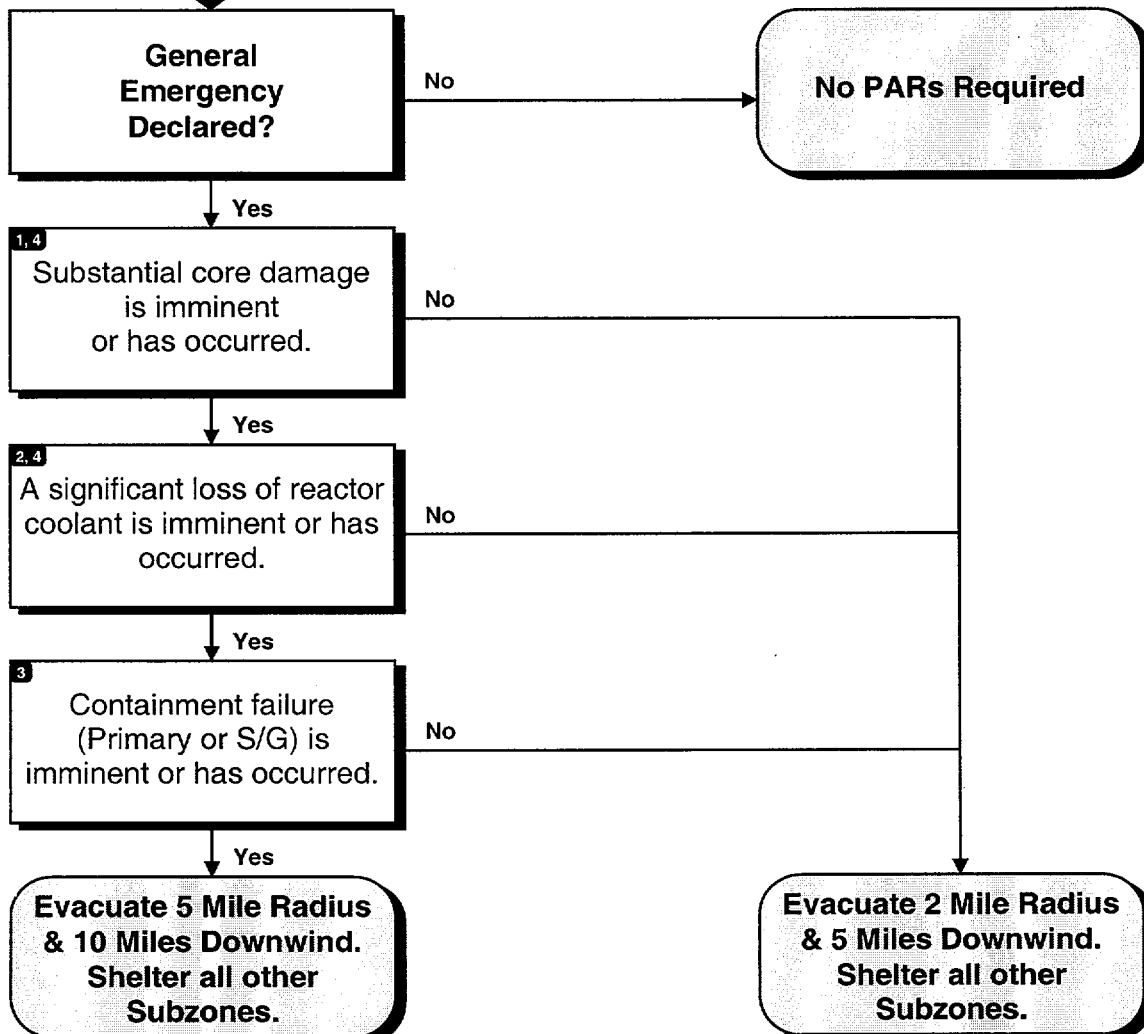 General
Emergency
Declared?
No
No PARs Required
Yes
1, 4
Substantial core damage
is imminent
or has occurred.
No
Yes
2, 4
A significant loss of reactor
coolant is imminent or has
occurred.
No
Yes
3
Containment failure
(Primary or S/G) is
imminent or has occurred.
No
Yes
Evacuate 5 Mile Radius
& 10 Miles Downwind.
Shelter all other
Subzones.
Evacuate 2 Mile Radius
& 5 Miles Downwind.
Shelter all other
Subzones.